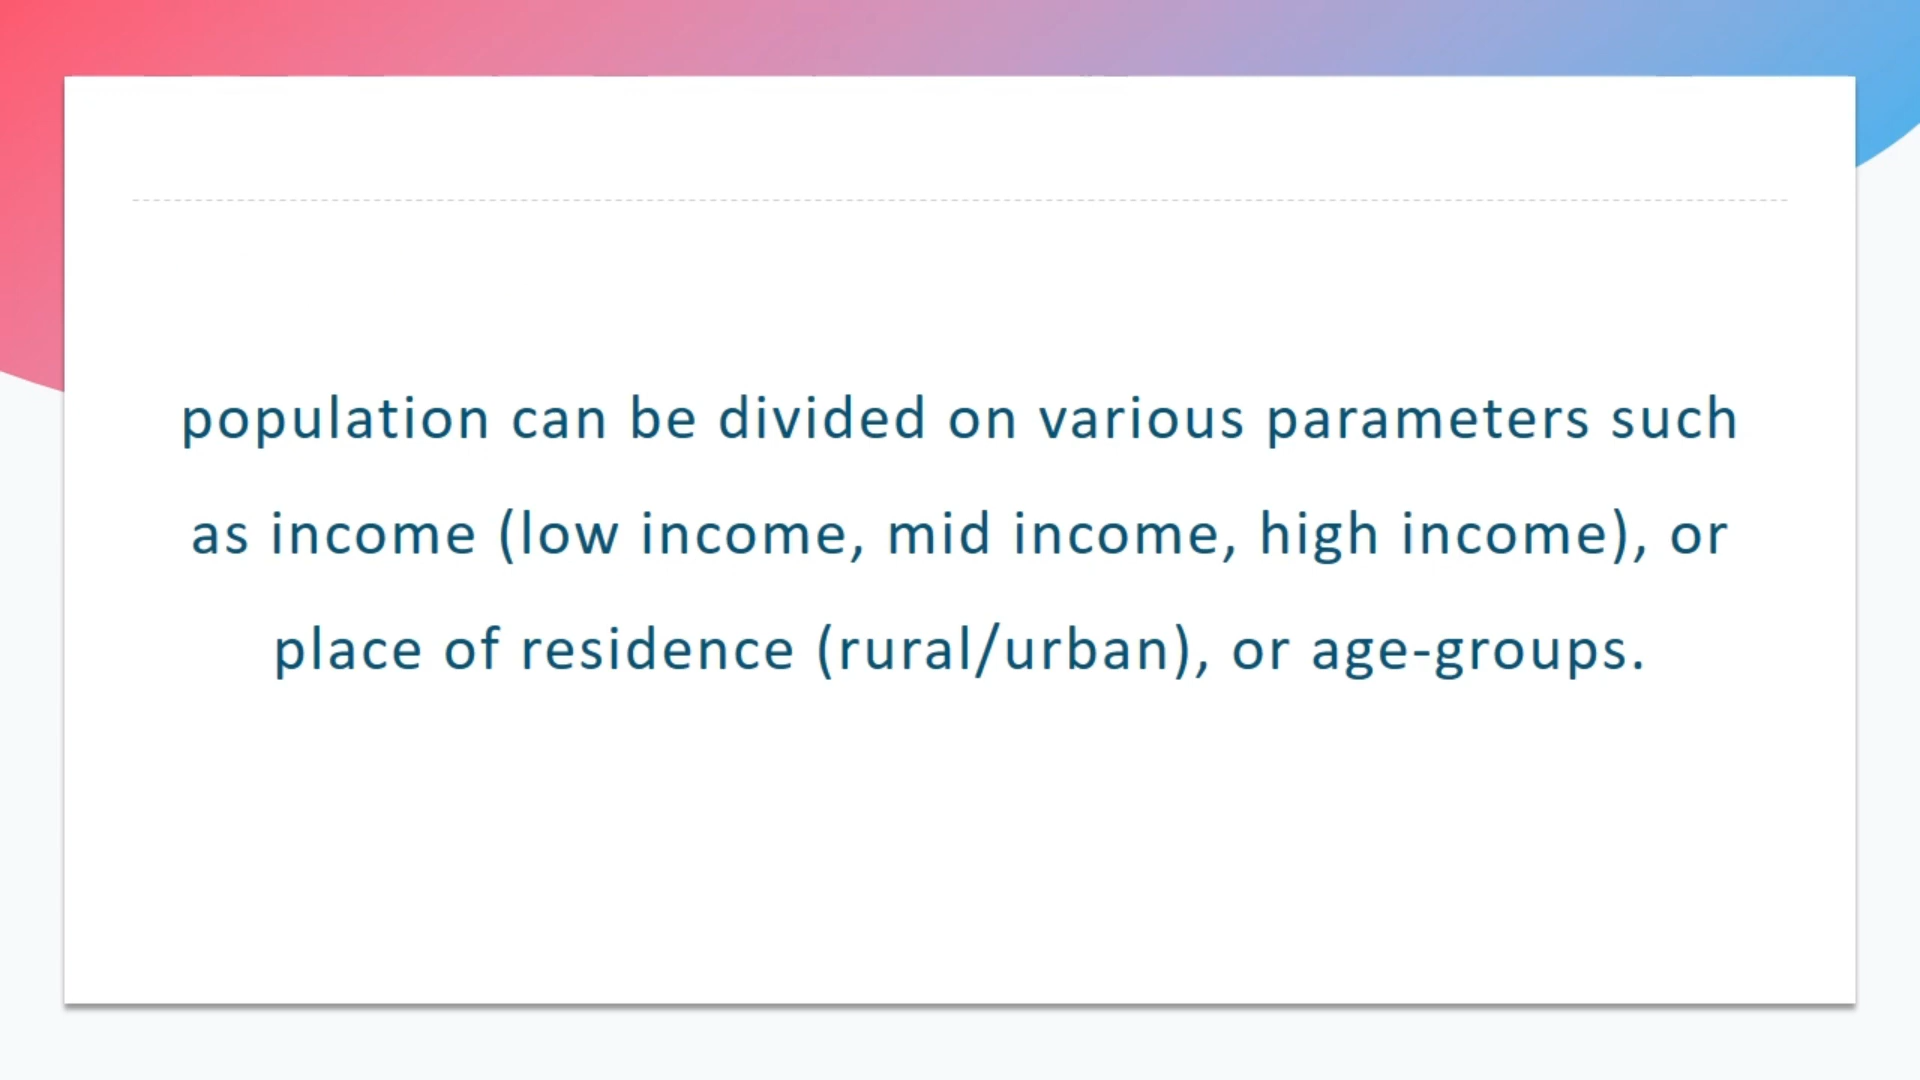 population can be divided on various parameters such
as income (low income, mid income, high income), or
place of residence (rural/urban), or age-groups.